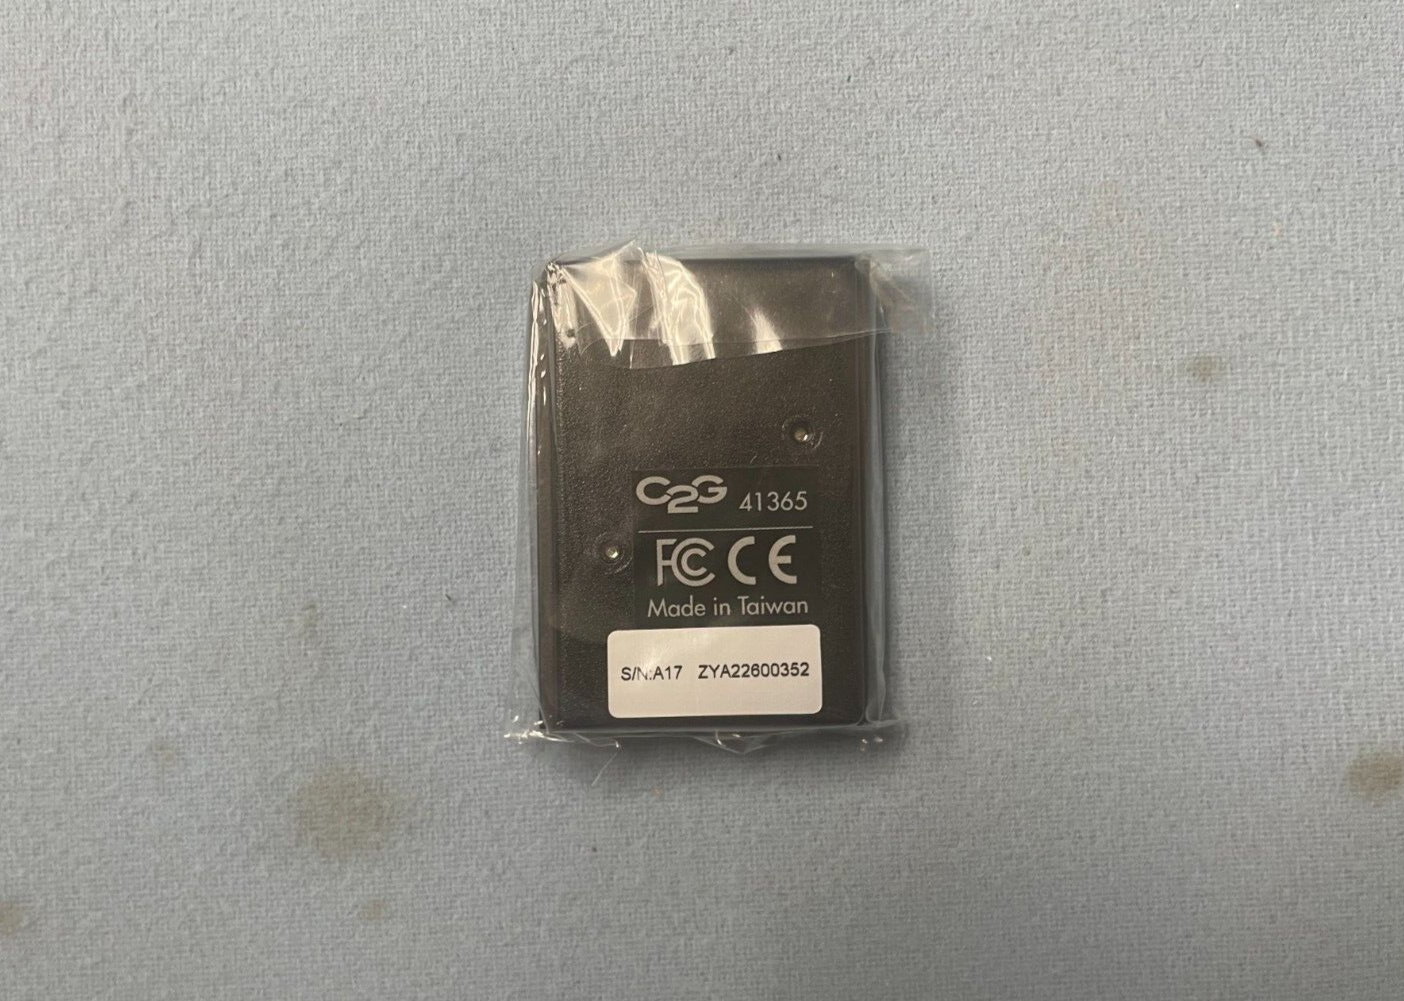 C2G 41365
FC CE
Made in Taiwan
S/N:A17 ZYA22600352